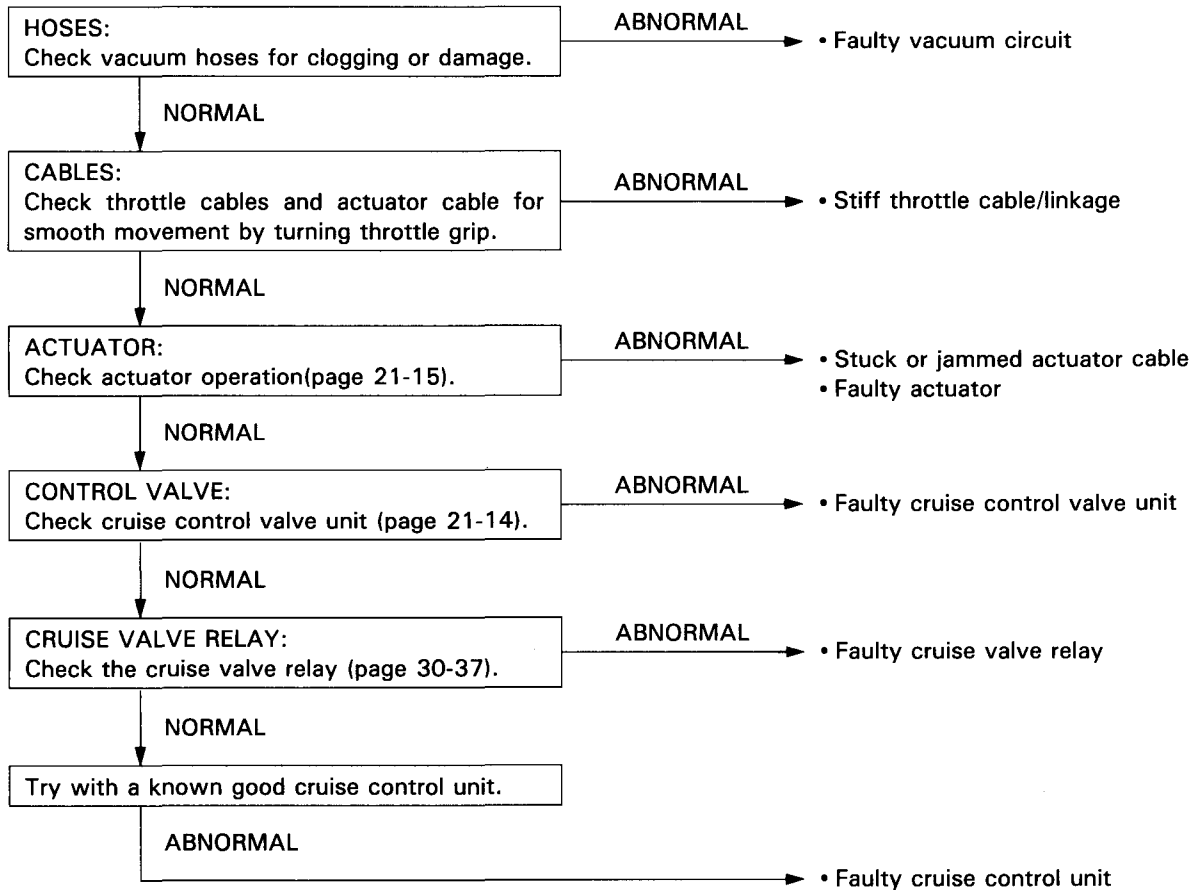 HOSES:
Check vacuum hoses for clogging or damage.
ABNORMAL
• Faulty vacuum circuit
NORMAL
CABLES:
Check throttle cables and actuator cable for
smooth movement by turning throttle grip.
ABNORMAL
• Stiff throttle cable/linkage
NORMAL
ACTUATOR:
Check actuator operation(page 21-15).
ABNORMAL
• Stuck or jammed actuator cable
• Faulty actuator
NORMAL
CONTROL VALVE:
Check cruise control valve unit (page 21-14).
ABNORMAL
• Faulty cruise control valve unit
NORMAL
CRUISE VALVE RELAY:
Check the cruise valve relay (page 30-37).
ABNORMAL
• Faulty cruise valve relay
NORMAL
Try with a known good cruise control unit.
ABNORMAL
• Faulty cruise control unit